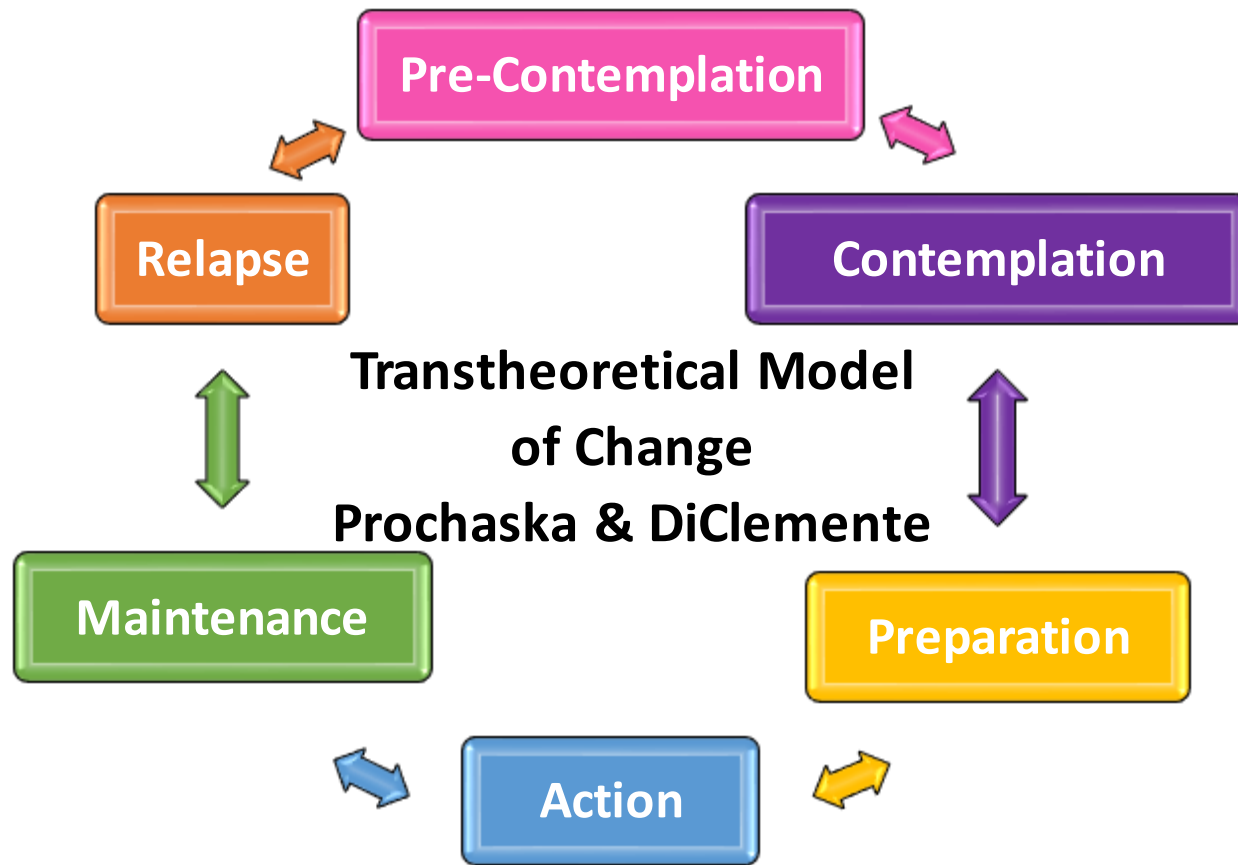 Pre-Contemplation
Relapse
Contemplation
Transtheoretical Model
of Change
Prochaska & DiClemente
Maintenance
Preparation
Action